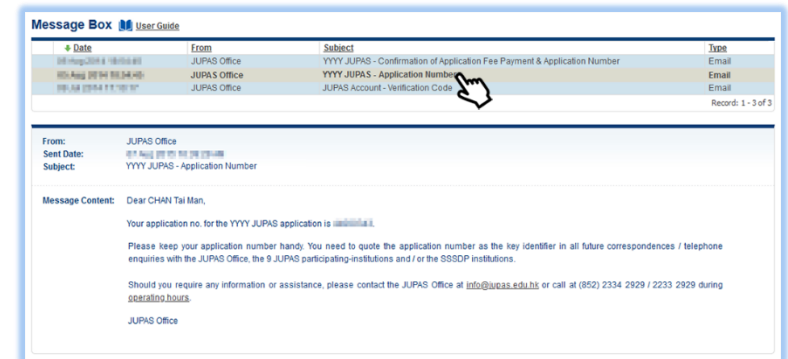 Message Box User Guide
Date From Subject Type
JUPAS Office YYYY JUPAS - Confirmation of Application Fee Payment & Application Number Email
JUPAS Office YYYY JUPAS - Application Number Email
JUPAS Office JUPAS Account - Verification Code Email
Record: 1 - 3 of 3
From: JUPAS Office
Sent Date:
Subject: YYYY JUPAS - Application Number
Message Content: Dear CHAN Tai Man,
Your application no. for the YYYY JUPAS application is
Please keep your application number handy. You need to quote the application number as the key identifier in all future correspondences / telephone
enquiries with the JUPAS Office, the 9 JUPAS participating-institutions and / or the SSSDP institutions.
Should you require any information or assistance, please contact the JUPAS Office at info@jupas.edu.hk or call at (852) 2334 2929 / 2233 2929 during
operating hours.
JUPAS Office